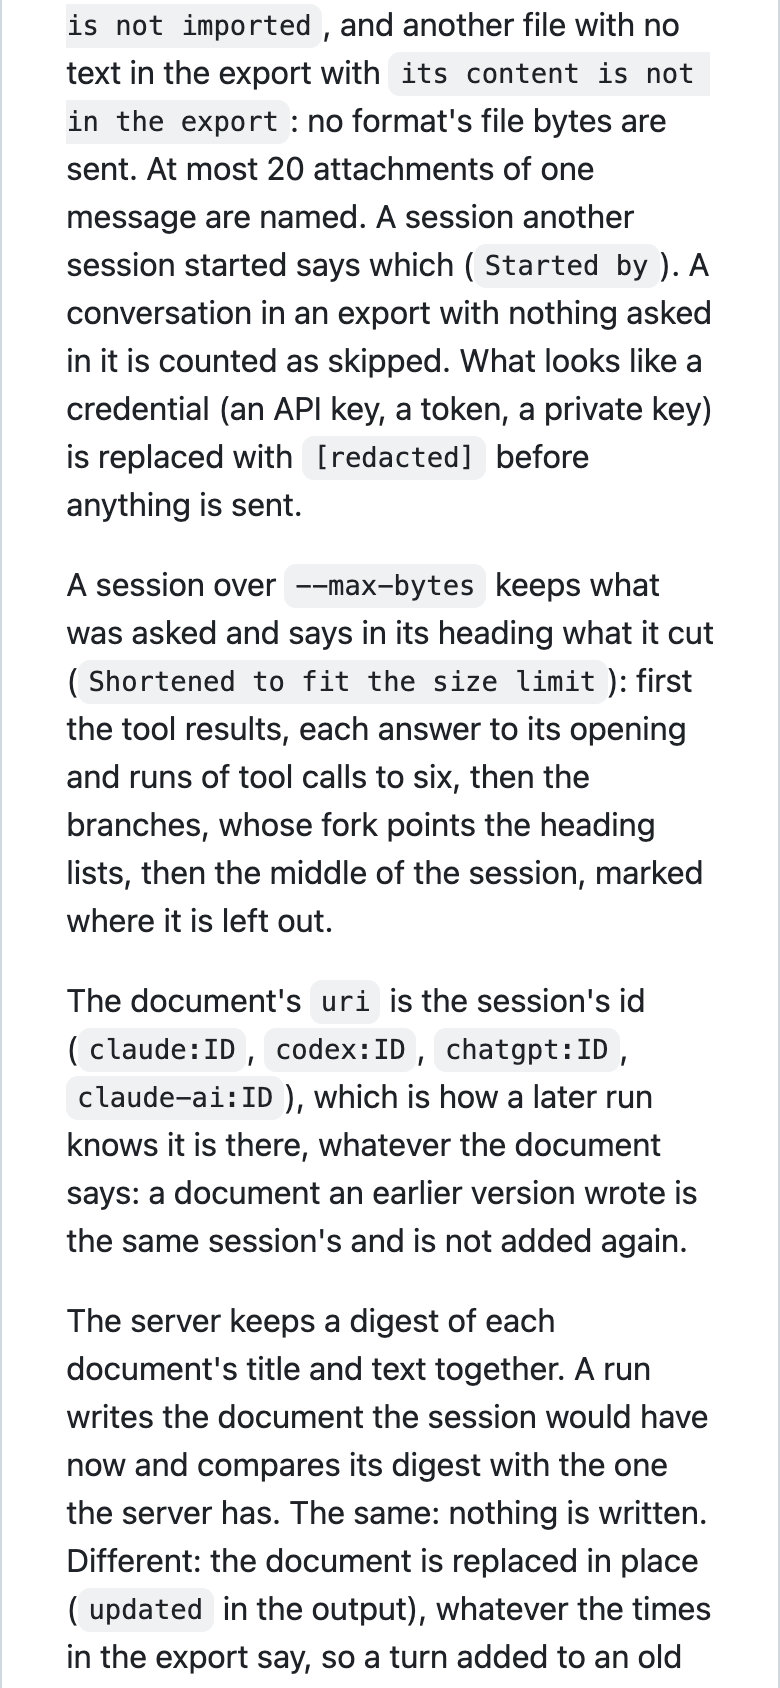 is not imported, and another file with no
text in the export with its content is not
in the export: no format's file bytes are
sent. At most 20 attachments of one
message are named. A session another
session started says which (Started by). A
conversation in an export with nothing asked
in it is counted as skipped. What looks like a
credential (an API key, a token, a private key)
is replaced with [redacted] before
anything is sent.
A session over --max-bytes keeps what
was asked and says in its heading what it cut
(Shortened to fit the size limit): first
the tool results, each answer to its opening
and runs of tool calls to six, then the
branches, whose fork points the heading
lists, then the middle of the session, marked
where it is left out.
The document's uri is the session's id
(claude:ID, codex:ID, chatgpt:ID,
claude-ai:ID), which is how a later run
knows it is there, whatever the document
says: a document an earlier version wrote is
the same session's and is not added again.
The server keeps a digest of each
document's title and text together. A run
writes the document the session would have
now and compares its digest with the one
the server has. The same: nothing is written.
Different: the document is replaced in place
(updated in the output), whatever the times
in the export say, so a turn added to an old